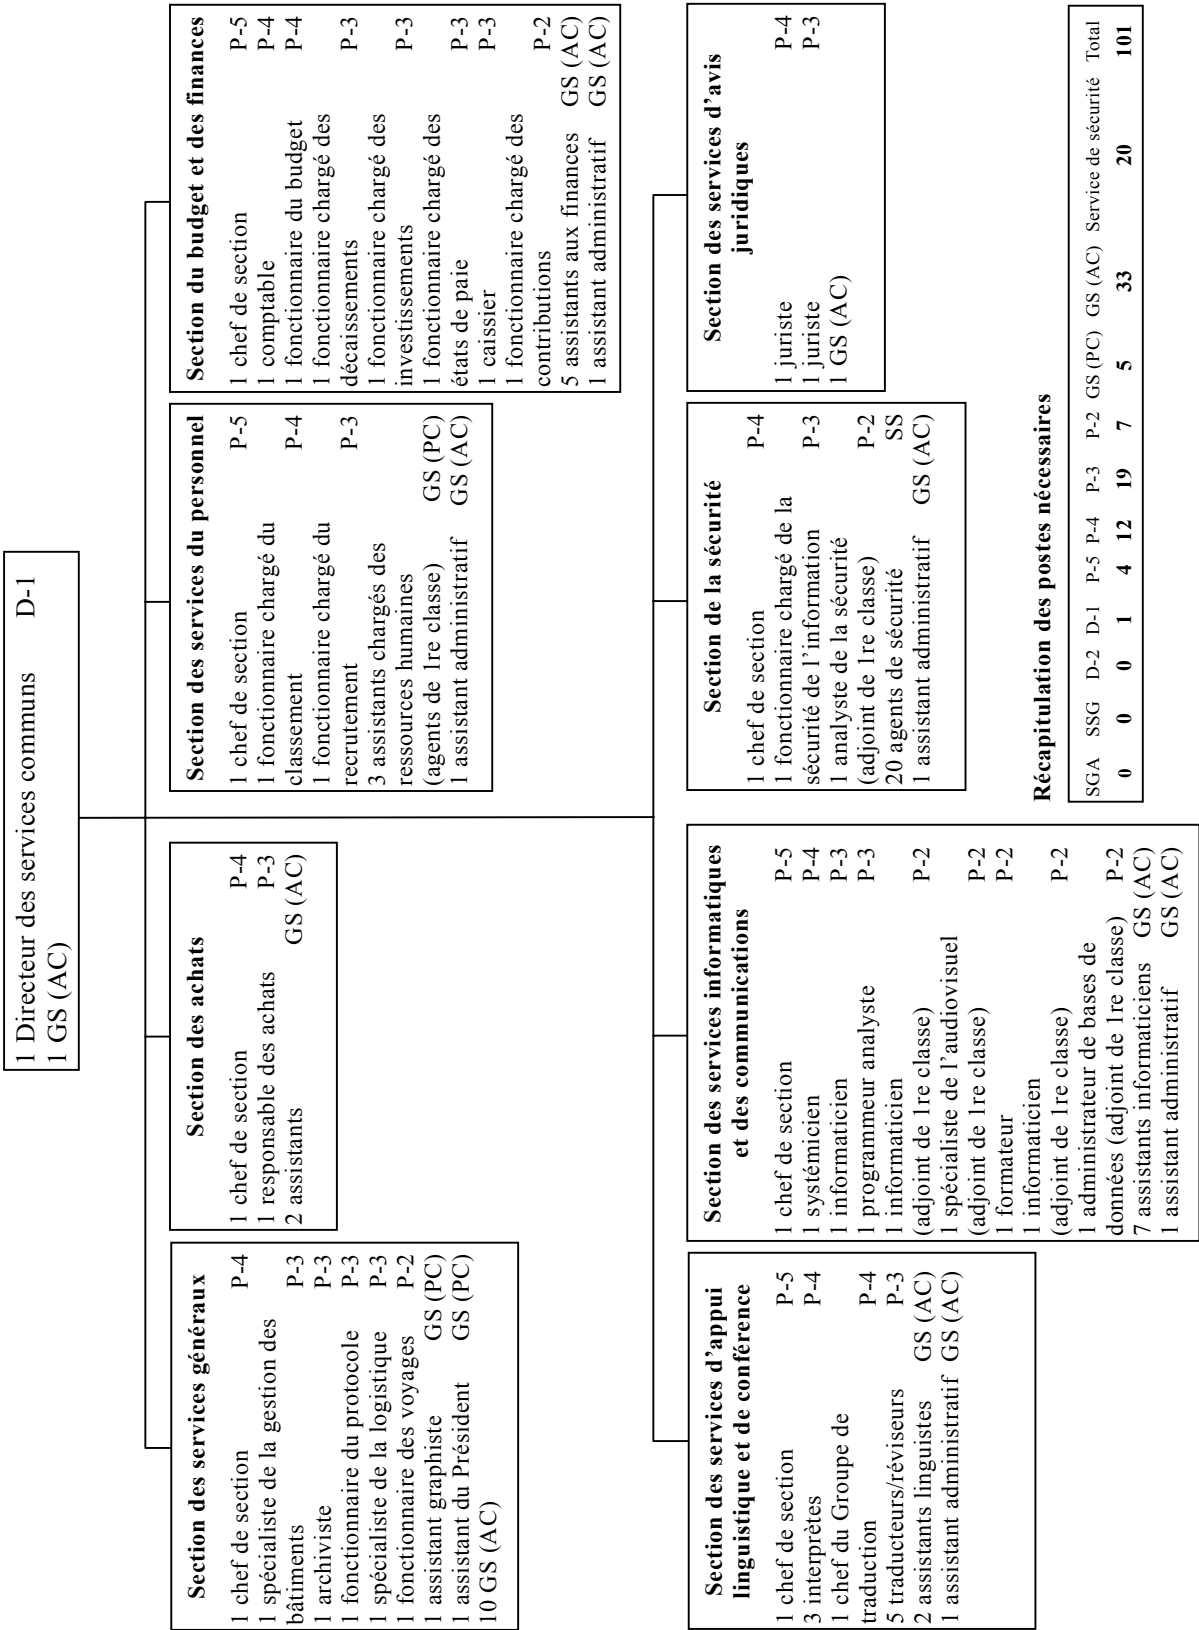 1 Directeur des services communs D-1
1 GS (AC)
Section des services généraux
1 chef de section P-4
1 spécialiste de la gestion des
bâtiments P-3
1 archiviste P-3
1 fonctionnaire du protocole P-3
1 spécialiste de la logistique P-3
1 fonctionnaire des voyages P-2
1 assistant graphiste GS (PC)
1 assistant du Président GS (PC)
10 GS (AC)
Section des achats
1 chef de section P-4
1 responsable des achats P-3
2 assistants GS (AC)
Section des services du personnel
1 chef de section P-5
1 fonctionnaire chargé du
classement P-4
1 fonctionnaire chargé du
recrutement P-3
3 assistants chargés des
ressources humaines
(agents de 1re classe) GS (PC)
1 assistant administratif GS (AC)
Section du budget et des finances
1 chef de section P-5
1 comptable P-4
1 fonctionnaire du budget P-4
1 fonctionnaire chargé des
décaissements P-3
1 fonctionnaire chargé des
investissements P-3
1 fonctionnaire chargé des
états de paie P-3
1 caissier P-3
1 fonctionnaire chargé des
contributions P-2
5 assistants aux finances GS (AC)
1 assistant administratif GS (AC)
Section des services d'appui
linguistique et de conférence
1 chef de section P-5
3 interprètes P-4
1 chef du Groupe de
traduction P-4
5 traducteurs/réviseurs P-3
2 assistants linguistes GS (AC)
1 assistant administratif GS (AC)
Section des services informatiques
et des communications
1 chef de section P-5
1 systémicien P-4
1 informaticien P-3
1 programmeur analyste P-3
1 informaticien
(adjoint de 1re classe) P-2
1 spécialiste de l'audiovisuel
(adjoint de 1re classe) P-2
1 formateur P-2
1 informaticien
(adjoint de 1re classe) P-2
1 administrateur de bases de
données (adjoint de 1re classe) P-2
7 assistants informaticiens GS (AC)
1 assistant administratif GS (AC)
Section de la sécurité
1 chef de section P-4
1 fonctionnaire chargé de la
sécurité de l'information P-3
1 analyste de la sécurité
(adjoint de 1re classe) P-2
20 agents de sécurité SS
1 assistant administratif GS (AC)
Section des services d'avis
juridiques
1 juriste P-4
1 juriste P-3
1 GS (AC)
Récapitulation des postes nécessaires
SGA SSG D-2 D-1 P-5 P-4 P-3 P-2 GS (PC) GS (AC) Service de sécurité Total
0 0 0 1 4 12 19 7 5 33 20 101